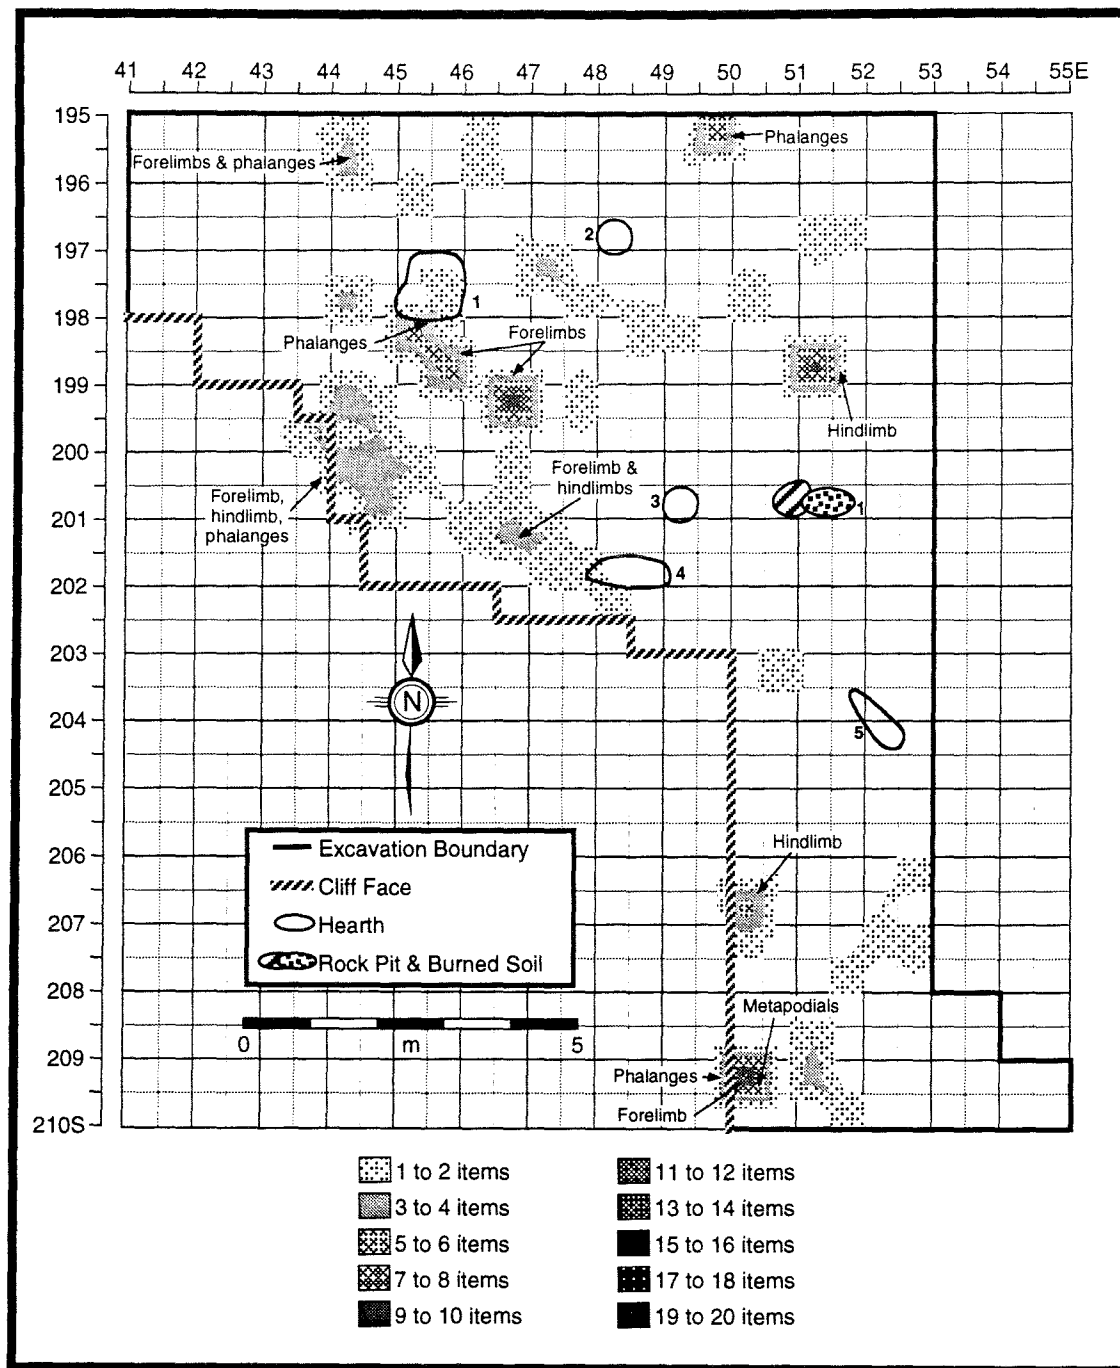 41 42 43 44 45 46 47 48 49 50 51 52 53 54 55E
195
Phalanges
Forelimbs & phalanges
196
2
197
1
198
Phalanges
Forelimbs
199
Hindlimb
200
Forelimb &
hindlimbs
Forelimb,
hindlimb,
phalanges
3
1
201
4
202
203
N
204
5
205
206
Hindlimb
Excavation Boundary
Cliff Face
207
Hearth
Rock Pit & Burned Soil
208
Metapodials
0 m 5
209
Phalanges
Forelimb
210S
1 to 2 items
3 to 4 items
5 to 6 items
7 to 8 items
9 to 10 items
11 to 12 items
13 to 14 items
15 to 16 items
17 to 18 items
19 to 20 items